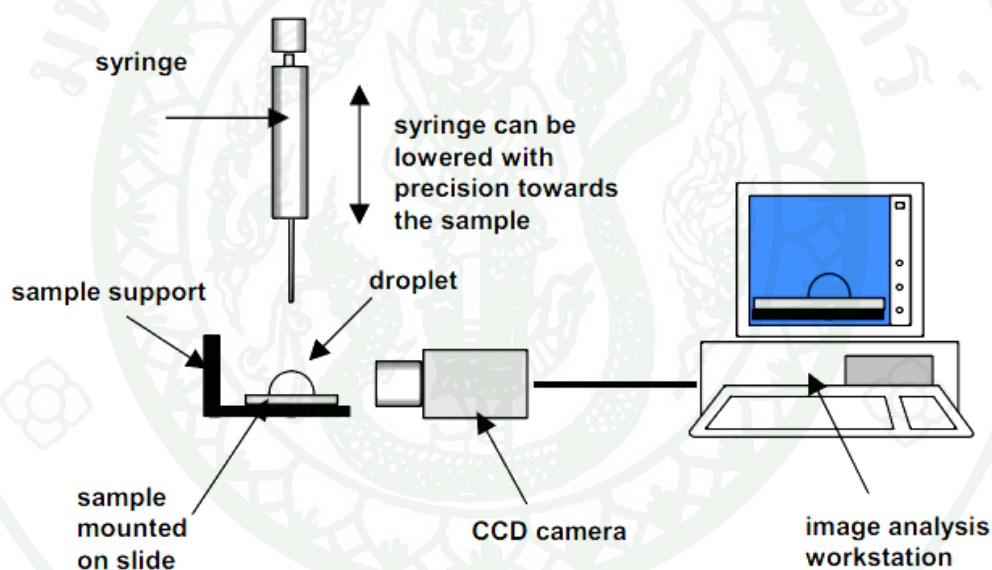 syringe
syringe can be
lowered with
precision towards
the sample
droplet
sample support
sample
mounted
on slide
CCD camera
image analysis
workstation